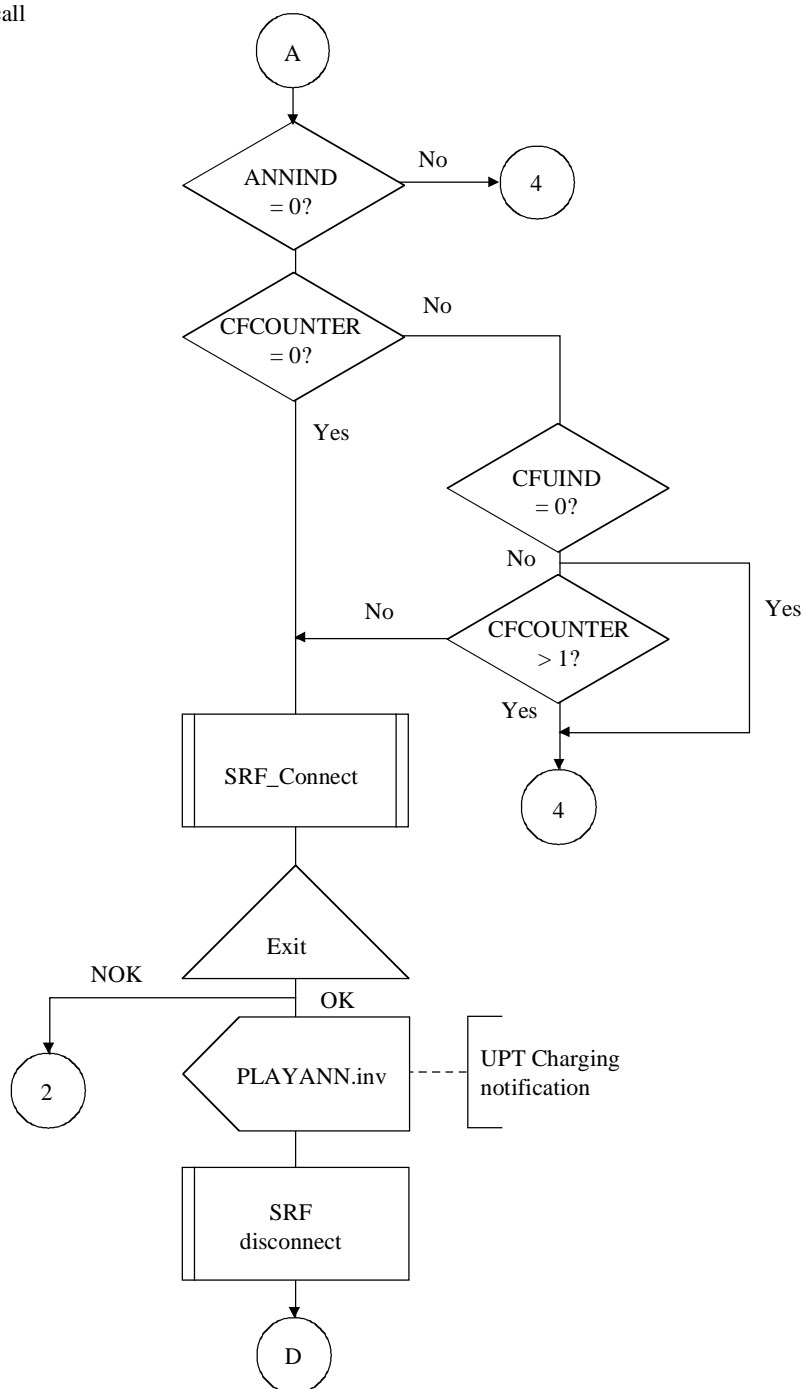 call
A
ANNIND
= 0?
No
4
CFCOUNTER
= 0?
No
Yes
CFUIND
= 0?
No
Yes
No
CFCOUNTER
> 1?
Yes
SRF_Connect
4
Exit
NOK
OK
2
PLAYANN.inv
UPT Charging
notification
SRF
disconnect
D